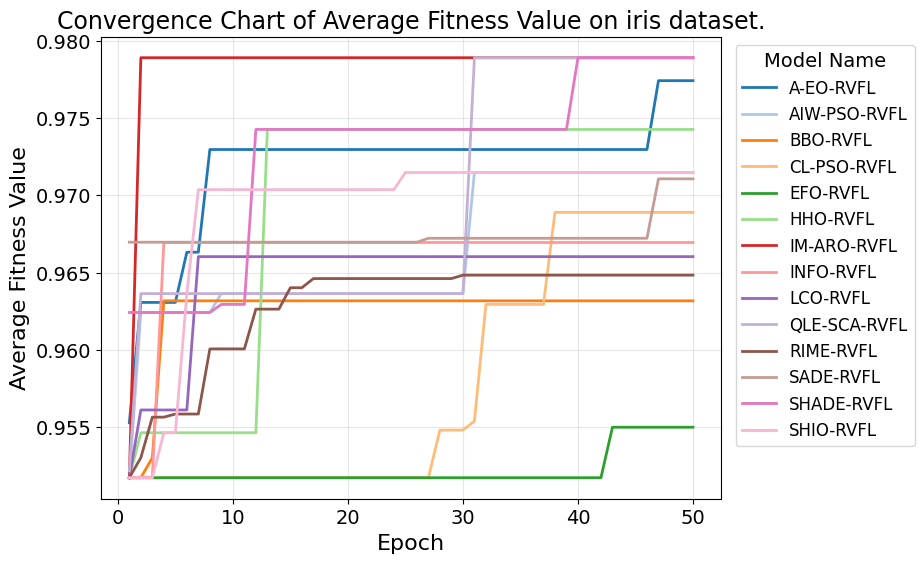 Convergence Chart of Average Fitness Value on iris dataset.
Average Fitness Value
0.980
0.975
0.970
0.965
0.960
0.955
0
10
20
30
40
50
Epoch
Model Name
A-EO-RVFL
AIW-PSO-RVFL
BBO-RVFL
CL-PSO-RVFL
EFO-RVFL
HHO-RVFL
IM-ARO-RVFL
INFO-RVFL
LCO-RVFL
QLE-SCA-RVFL
RIME-RVFL
SADE-RVFL
SHADE-RVFL
SHIO-RVFL